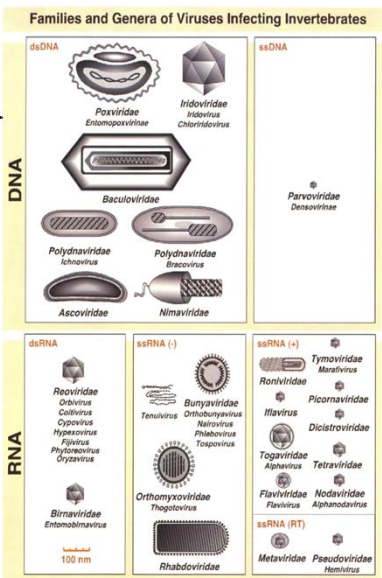 Families and Genera of Viruses Infecting Invertebrates
DNA
dsDNA
Poxviridae
Entomopoxvirinae
Iridoviridae
Iridovirus
Chloriridovirus
Baculoviridae
Polydnaviridae
Ichnovirus
Polydnaviridae
Bracovirus
Ascoviridae
Nimaviridae
ssDNA
Parvoviridae
Densovirinae
RNA
dsRNA
Reoviridae
Orbivirus
Coltivirus
Cypovirus
Hypexovirus
Fijivirus
Phytoreovirus
Oryzavirus
Birnaviridae
Entomobirnavirus
100 nm
ssRNA (-)
Tenuivirus
Bunyaviridae
Orthobunyavirus
Nairovirus
Phlebovirus
Tospovirus
Orthomyxoviridae
Thogotovirus
Rhabdoviridae
ssRNA (+)
Roniviridae
Iflavirus
Togaviridae
Alphavirus
Flaviviridae
Flavivirus
Tymoviridae
Marafivirus
Picornaviridae
Dicistroviridae
Tetraviridae
Nodaviridae
Alphanodavirus
ssRNA (RT)
Metaviridae
Pseudoviridae
Hemivirus